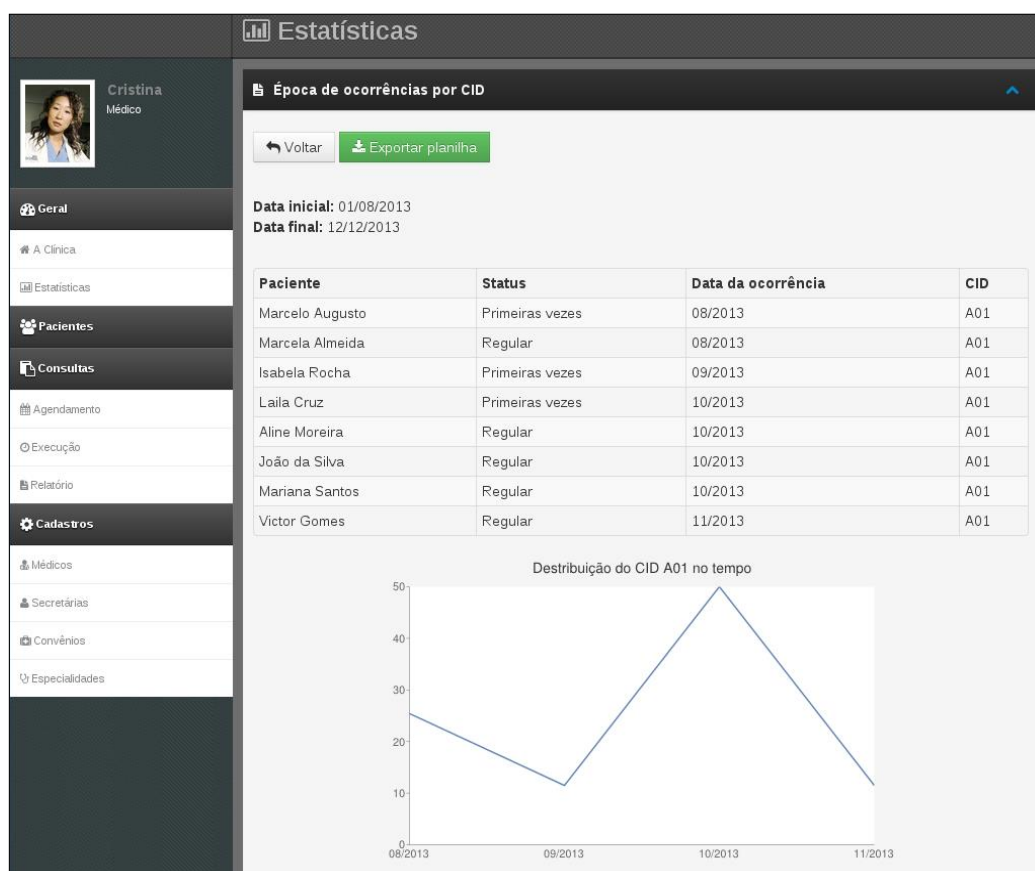 Estatísticas
Cristina
Médico
Época de ocorrências por CID
Voltar
Exportar planilha
Data inicial: 01/08/2013
Data final: 12/12/2013
Geral
A Clínica
Estatísticas
Pacientes
Consultas
Agendamento
Execução
Relatório
Cadastros
Médicos
Secretárias
Convênios
Especialidades
Paciente Status Data da ocorrência CID
Marcelo Augusto Primeiras vezes 08/2013 A01
Marcela Almeida Regular 08/2013 A01
Isabela Rocha Primeiras vezes 09/2013 A01
Laila Cruz Primeiras vezes 10/2013 A01
Aline Moreira Regular 10/2013 A01
João da Silva Regular 10/2013 A01
Mariana Santos Regular 10/2013 A01
Victor Gomes Regular 11/2013 A01
Destribuição do CID A01 no tempo
50
40
30
20
10
0
08/2013 09/2013 10/2013 11/2013